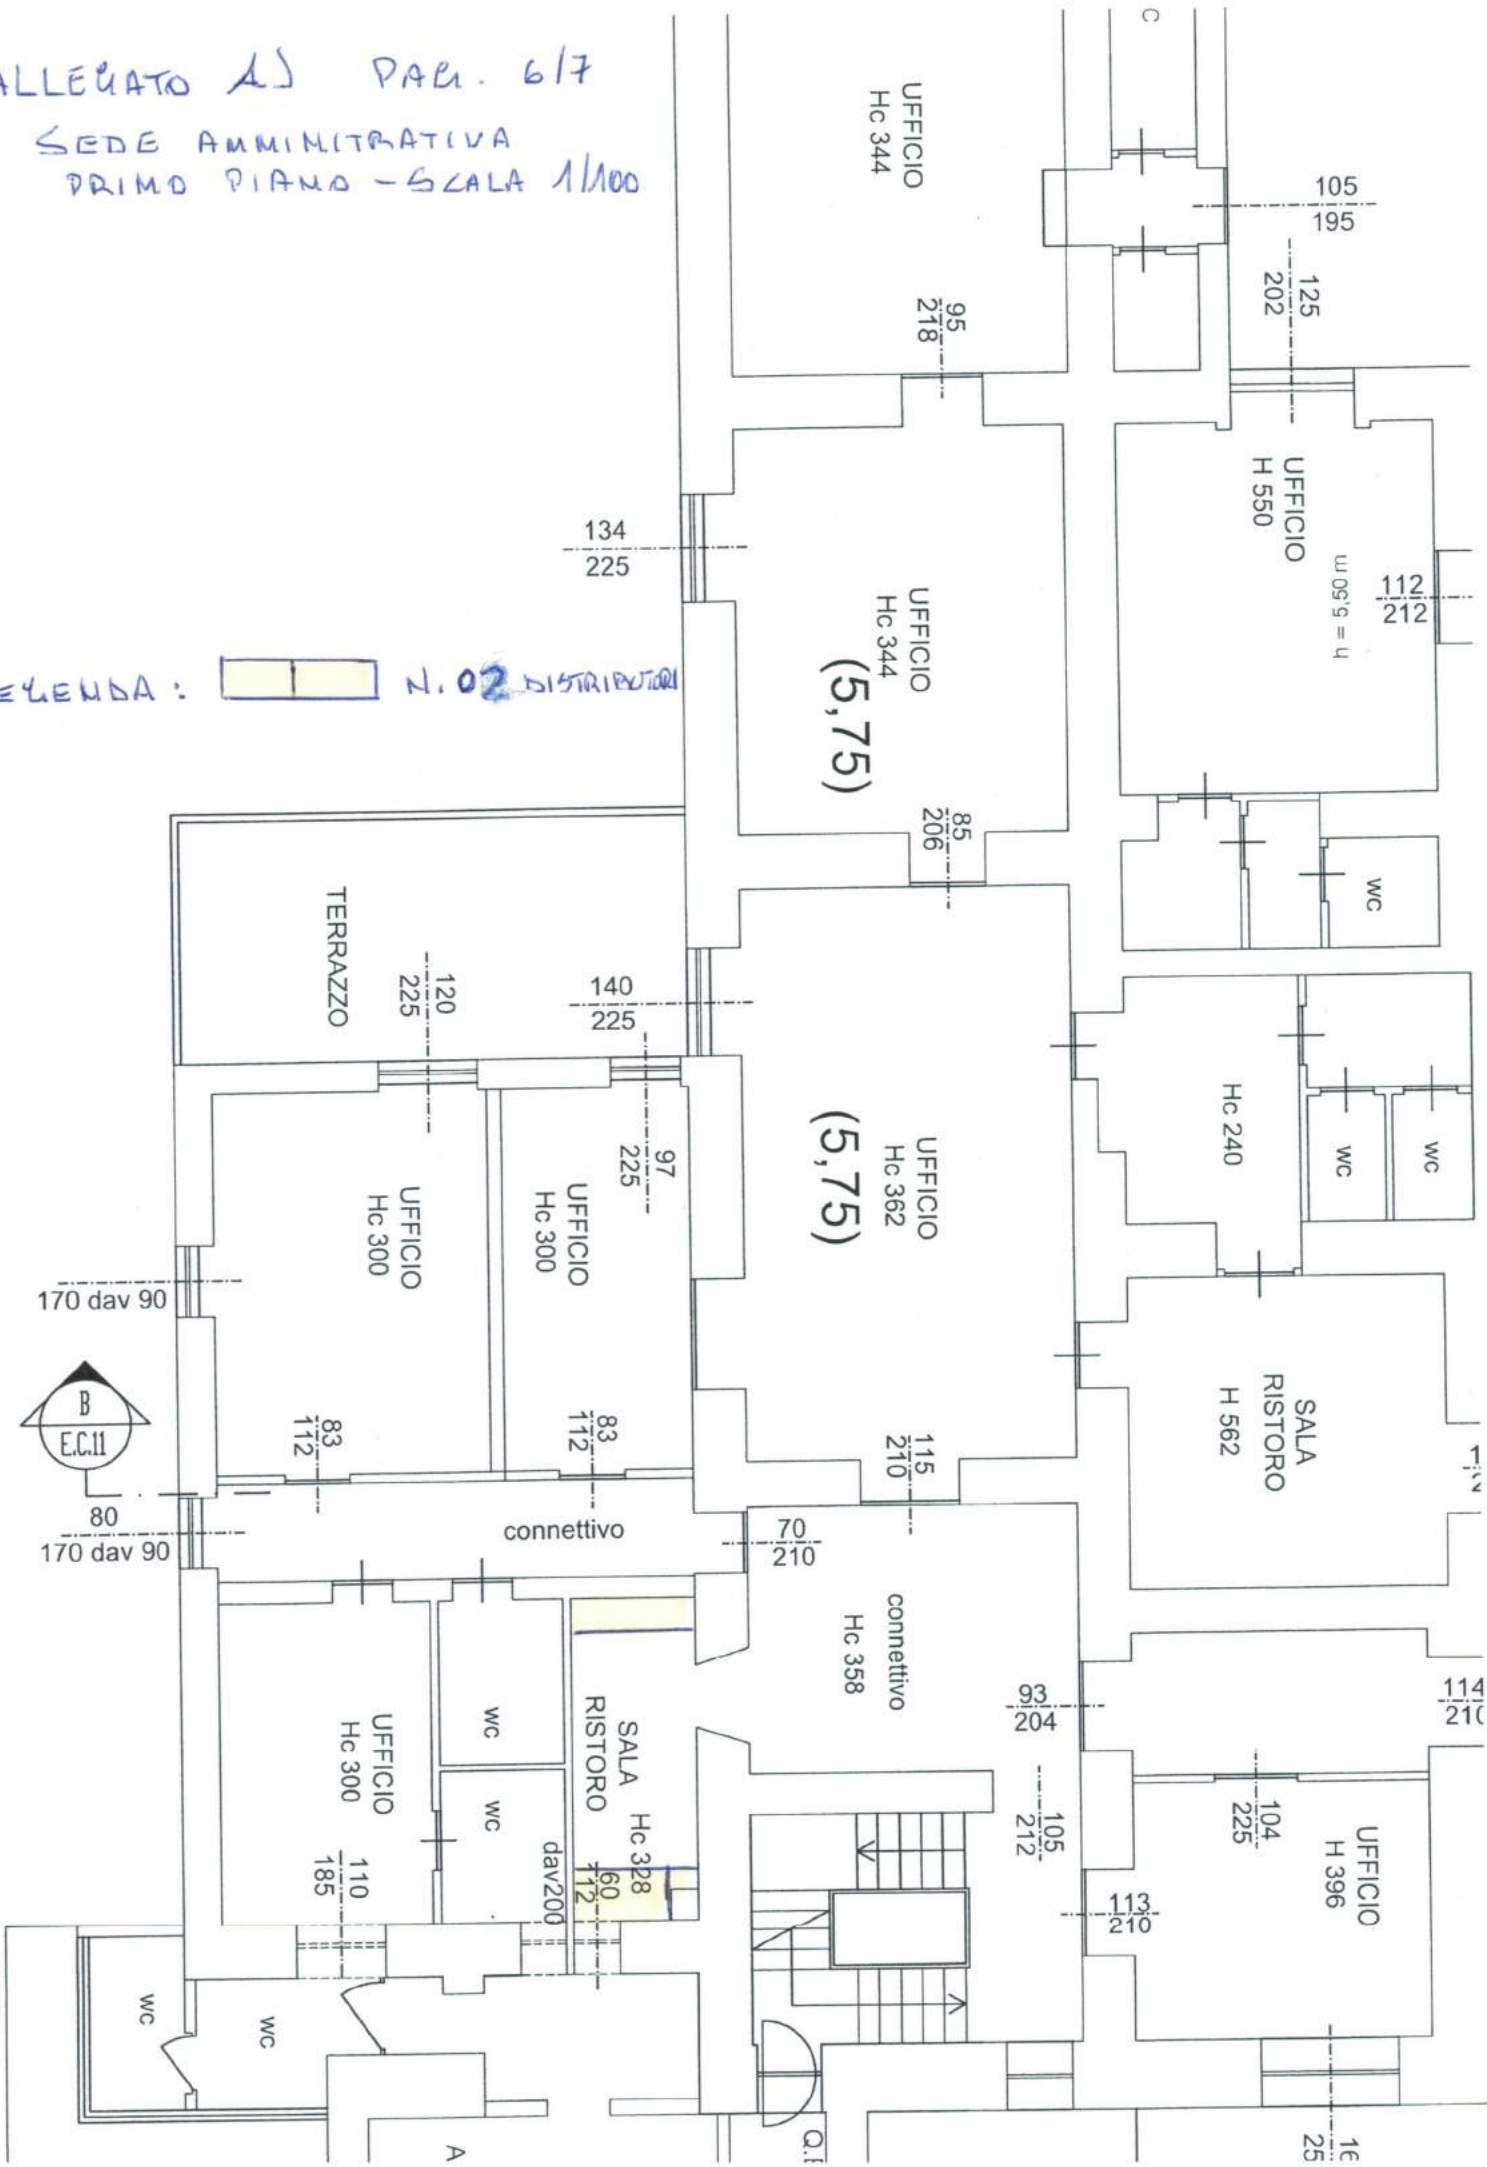 ALLEGATO A) PAG. 6/7
SEDE AMMINITRATIVA
PRIMO PIANO - SCALA 1/100
C
UFFICIO
Hc 344
105
195
125
202
95
218
UFFICIO
H 550
h = 5,50 m
112
212
134
225
UFFICIO
Hc 344
(5,75)
LEGENDA : N. 02 DISTRIBUTORI
85
206
wc
TERRAZZO
120
225
140
225
97
225
UFFICIO
Hc 362
(5,75)
Hc 240
wc
wc
UFFICIO
Hc 300
UFFICIO
Hc 300
170 dav 90
SALA
RISTORO
H 562
B
E.C.11
83
112
83
112
115
210
80
170 dav 90
connettivo
70
210
connettivo
Hc 358
93
204
114
210
UFFICIO
Hc 300
wc
wc
SALA
RISTORO
Hc 328
dav200
60
112
110
185
105
212
104
225
UFFICIO
H 396
113
210
wc
wc
A
Q.E
16
25